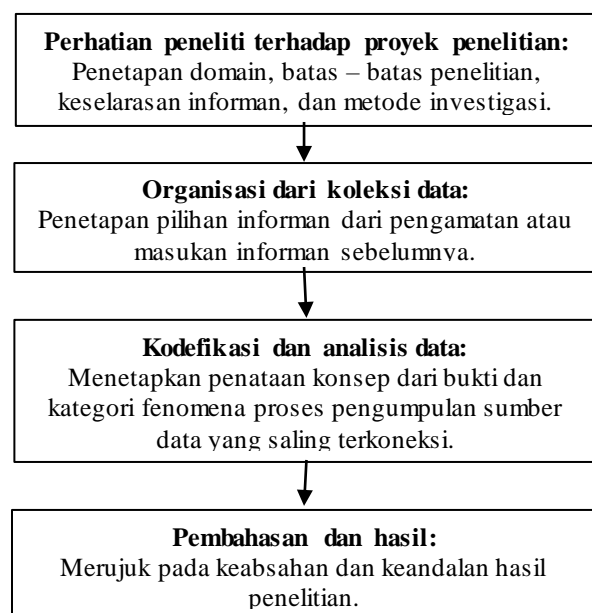 Perhatian peneliti terhadap proyek penelitian:
Penetapan domain, batas – batas penelitian,
keselarasan informan, dan metode investigasi.
Organisasi dari koleksi data:
Penetapan pilihan informan dari pengamatan atau
masukan informan sebelumnya.
Kodefikasi dan analisis data:
Menetapkan penataan konsep dari bukti dan
kategori fenomena proses pengumpulan sumber
data yang saling terkoneksi.
Pembahasan dan hasil:
Merujuk pada keabsahan dan keandalan hasil
penelitian.